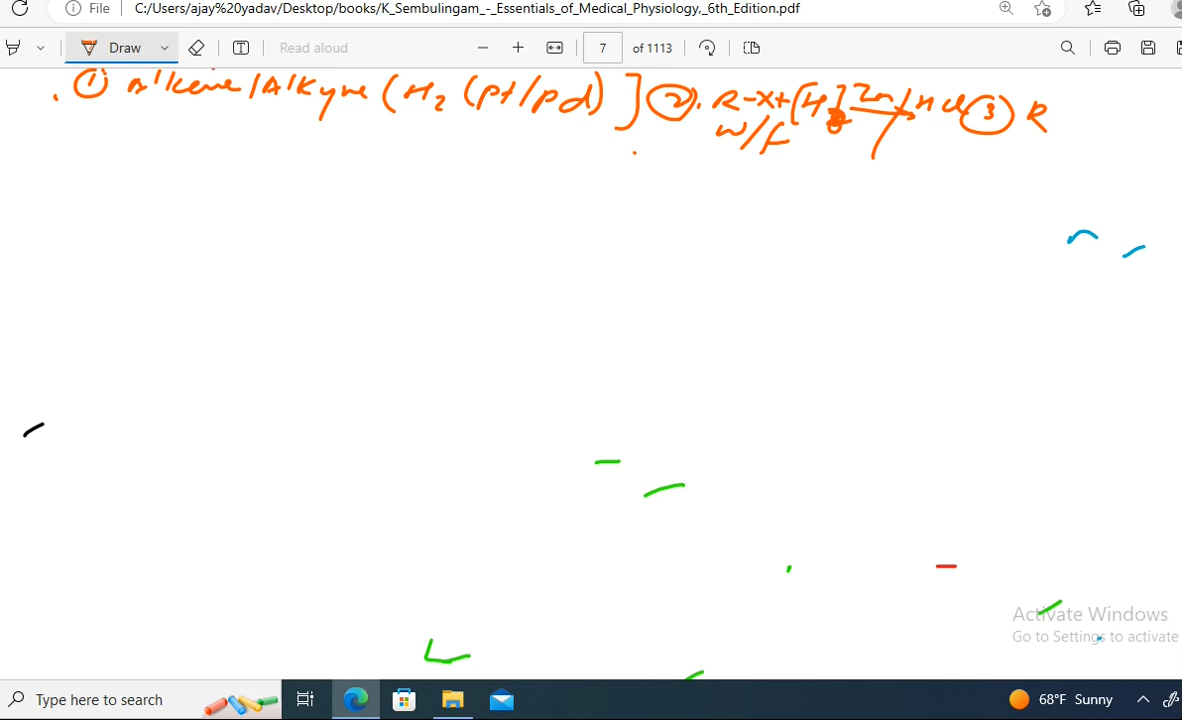 File C:/Users/ajay%20yadav/Desktop/books/K_Sembulingam_-_Essentials_of_Medical_Physiology,_6th_Edition.pdf
Draw Read aloud 7 of 1113
① Alkene/Alkyne (H2 (pt/pd) ] ②. R-X+[H] Zn/HCl ③ R
w/f
Activate Windows
Go to Settings to activate
Type here to search 68°F Sunny